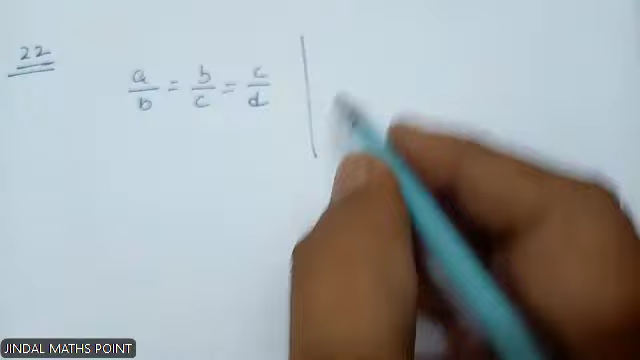 22
a/b = b/c = c/d
JINDAL MATHS POINT